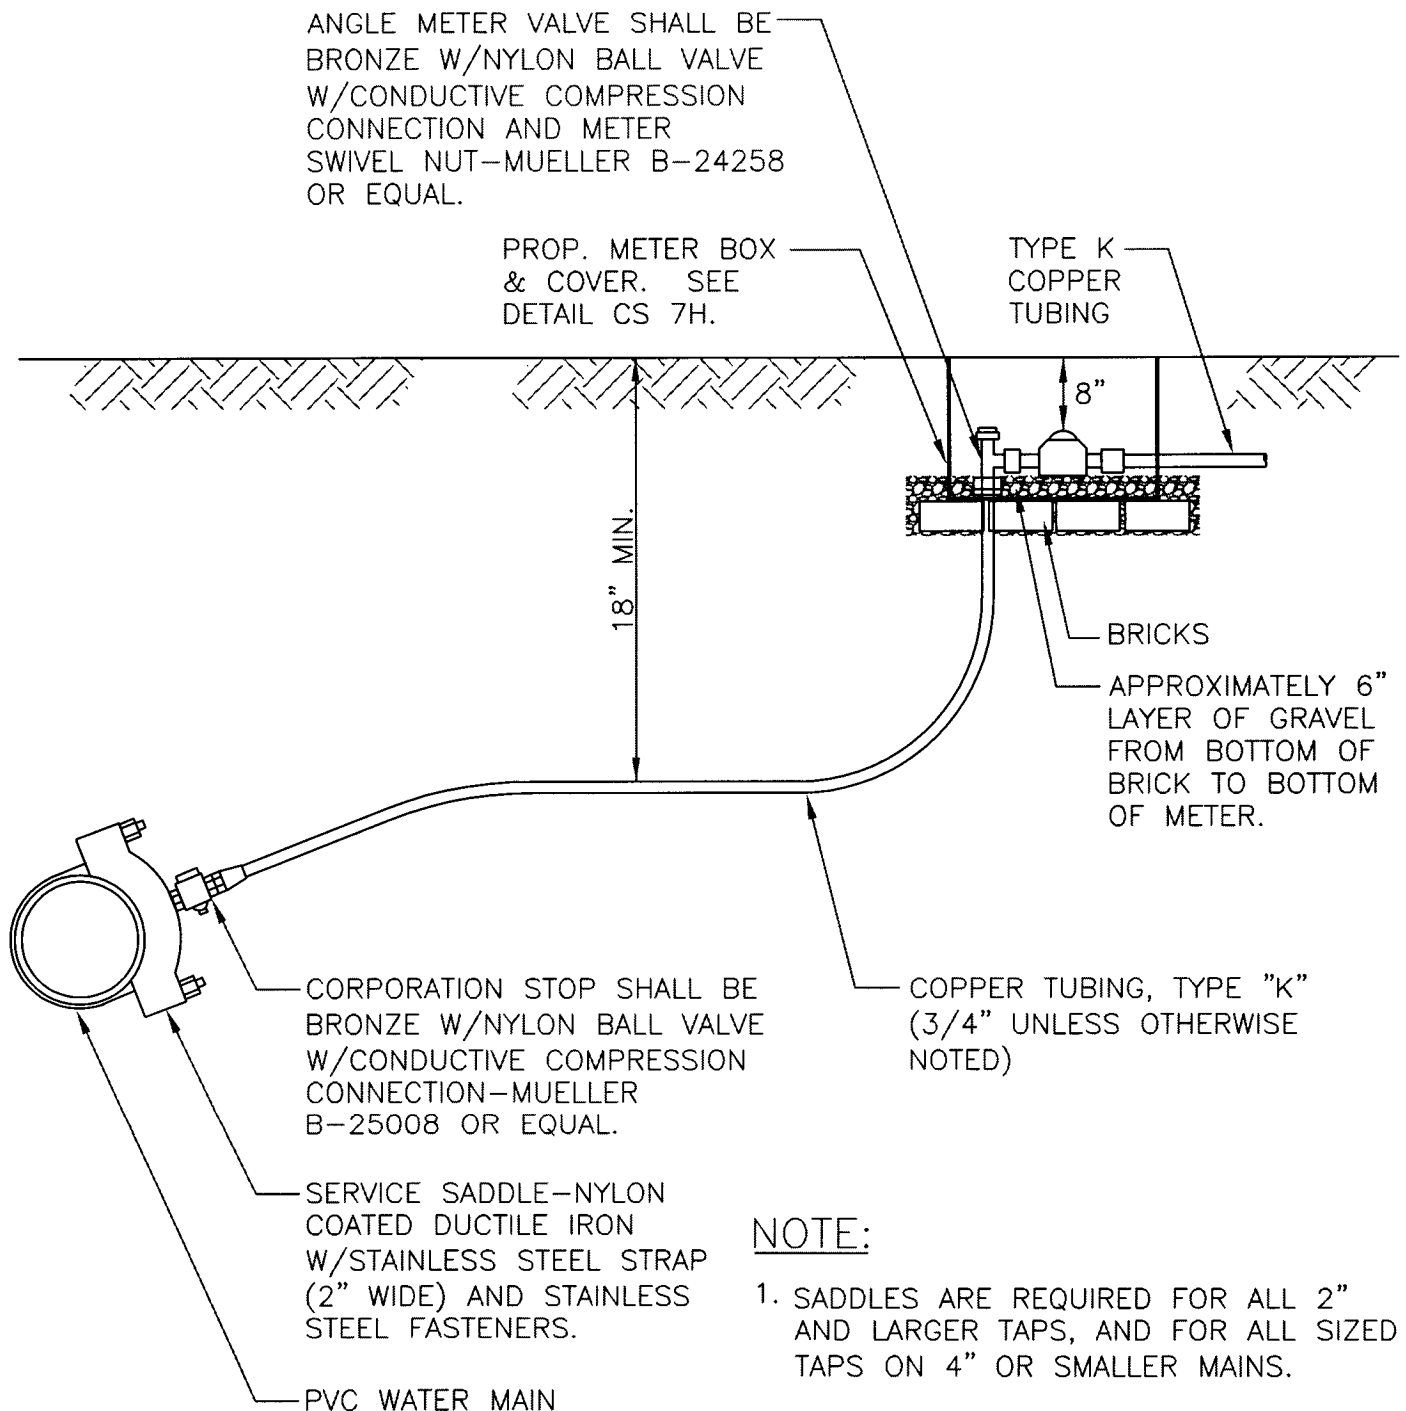 ANGLE METER VALVE SHALL BE
BRONZE W/NYLON BALL VALVE
W/CONDUCTIVE COMPRESSION
CONNECTION AND METER
SWIVEL NUT-MUELLER B-24258
OR EQUAL.
PROP. METER BOX
& COVER. SEE
DETAIL CS 7H.
TYPE K
COPPER
TUBING
8"
18" MIN.
BRICKS
APPROXIMATELY 6"
LAYER OF GRAVEL
FROM BOTTOM OF
BRICK TO BOTTOM
OF METER.
CORPORATION STOP SHALL BE
BRONZE W/NYLON BALL VALVE
W/CONDUCTIVE COMPRESSION
CONNECTION-MUELLER
B-25008 OR EQUAL.
COPPER TUBING, TYPE "K"
(3/4" UNLESS OTHERWISE
NOTED)
SERVICE SADDLE-NYLON
COATED DUCTILE IRON
W/STAINLESS STEEL STRAP
(2" WIDE) AND STAINLESS
STEEL FASTENERS.
PVC WATER MAIN
NOTE:
1. SADDLES ARE REQUIRED FOR ALL 2"
AND LARGER TAPS, AND FOR ALL SIZED
TAPS ON 4" OR SMALLER MAINS.